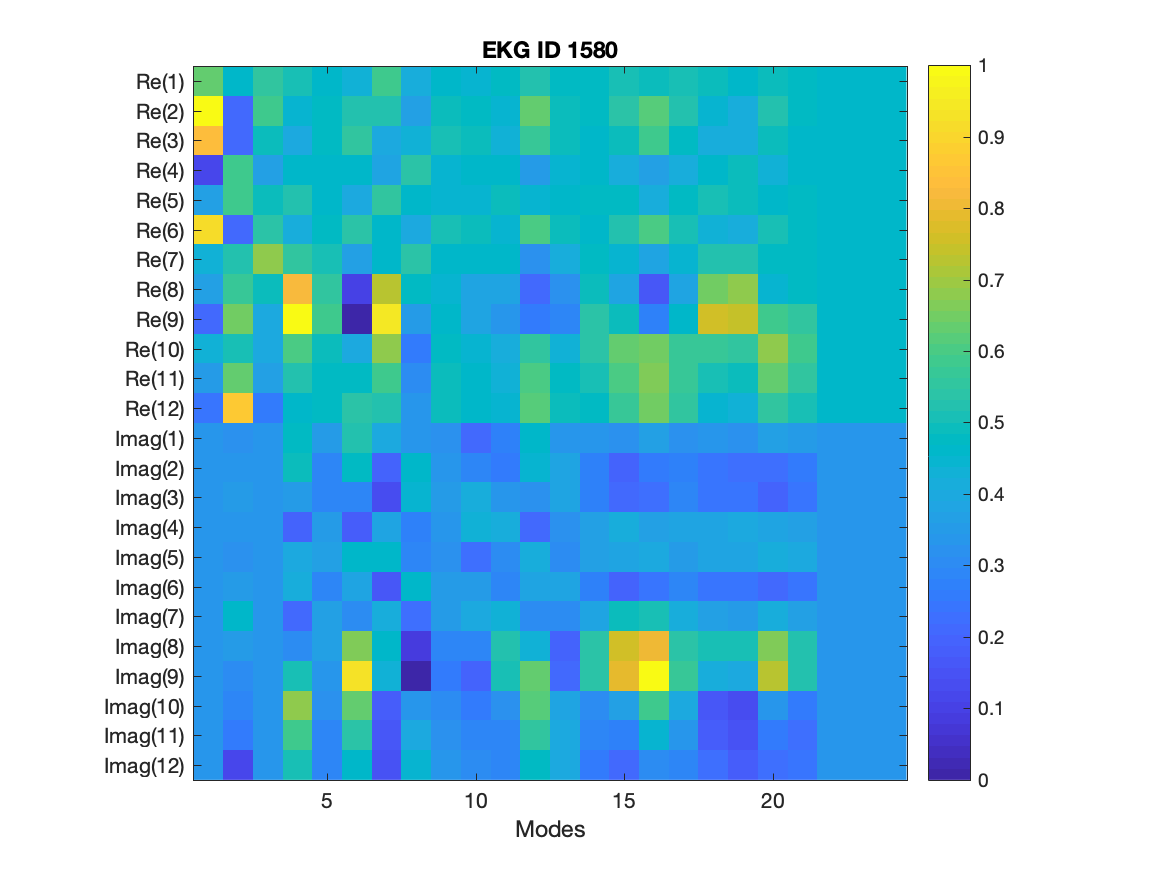 EKG ID 1580
Re(1)
Re(2)
Re(3)
Re(4)
Re(5)
Re(6)
Re(7)
Re(8)
Re(9)
Re(10)
Re(11)
Re(12)
Imag(1)
Imag(2)
Imag(3)
Imag(4)
Imag(5)
Imag(6)
Imag(7)
Imag(8)
Imag(9)
Imag(10)
Imag(11)
Imag(12)
5 10 15 20
Modes
1
0.9
0.8
0.7
0.6
0.5
0.4
0.3
0.2
0.1
0